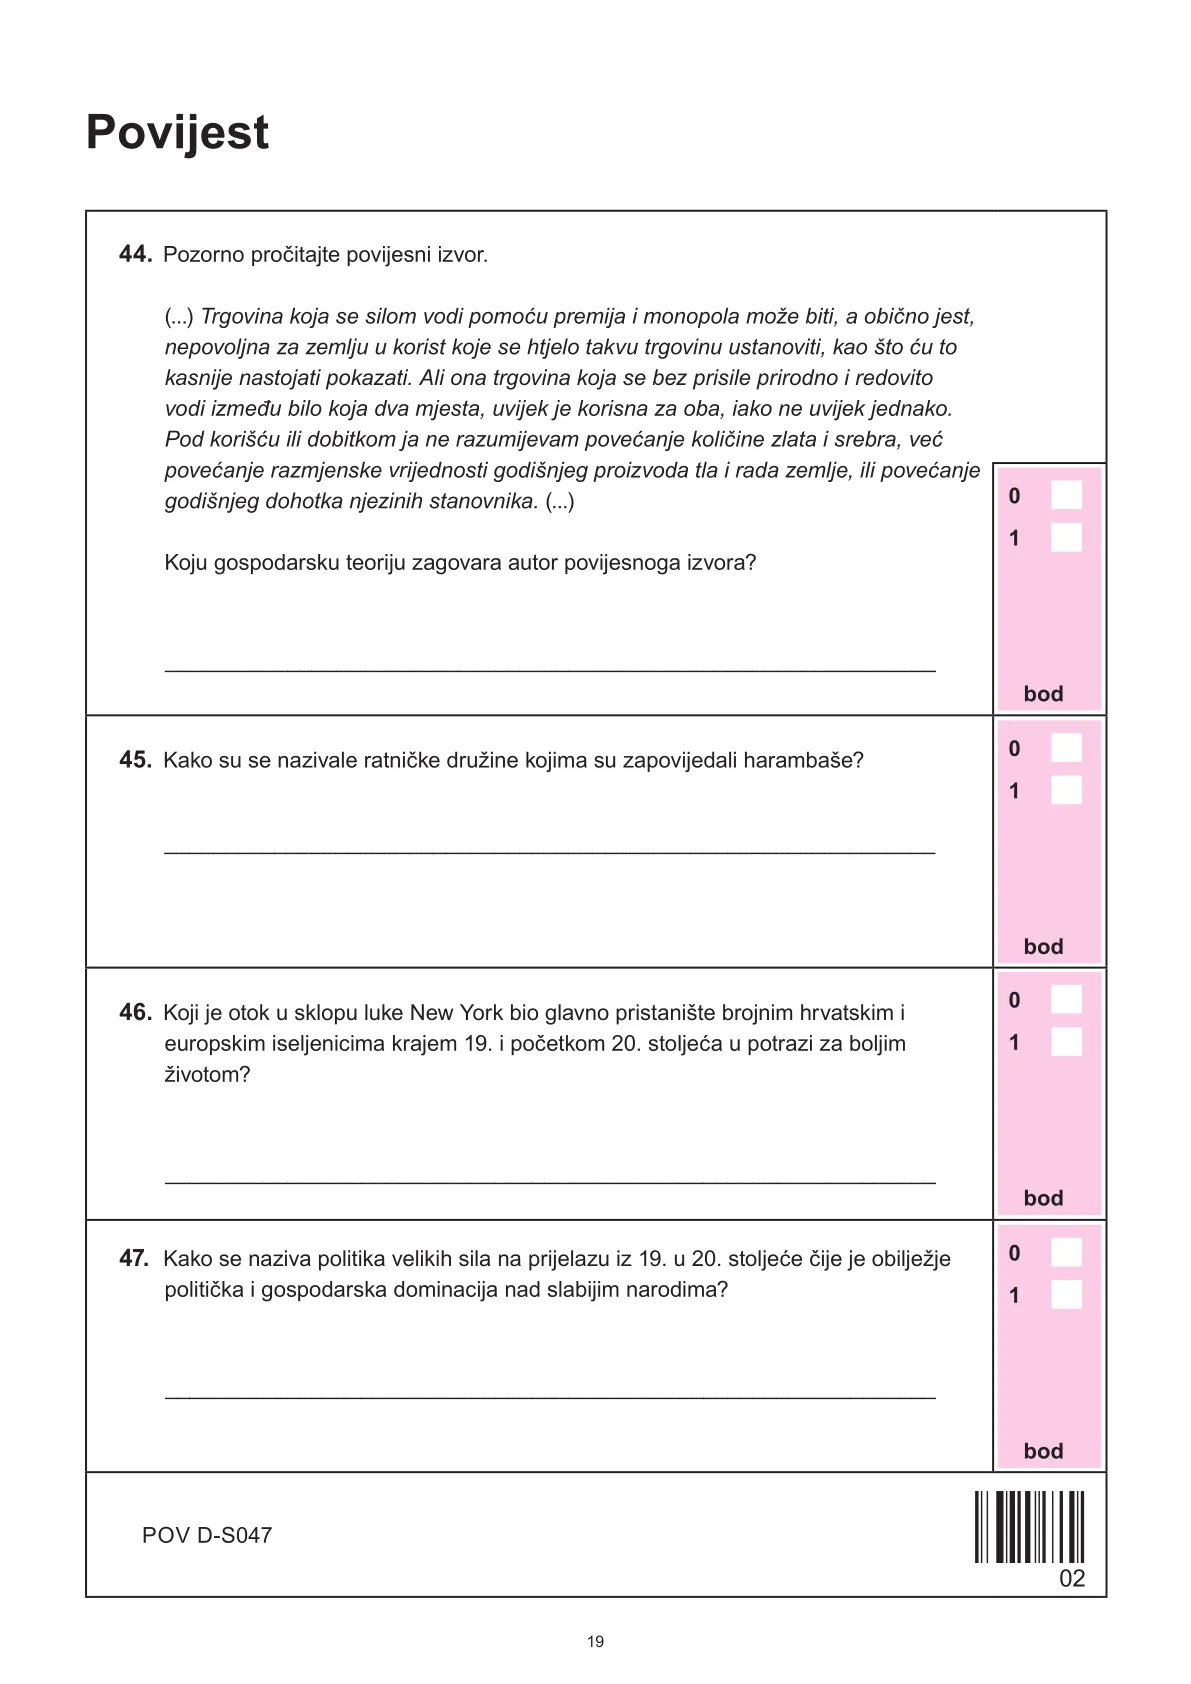 Povijest
44. Pozorno pročitajte povijesni izvor.
(...) Trgovina koja se silom vodi pomoću premija i monopola može biti, a obično jest,
nepovoljna za zemlju u korist koje se htjelo takvu trgovinu ustanoviti, kao što ću to
kasnije nastojati pokazati. Ali ona trgovina koja se bez prisile prirodno i redovito
vodi između bilo koja dva mjesta, uvijek je korisna za oba, iako ne uvijek jednako.
Pod korišću ili dobitkom ja ne razumijevam povećanje količine zlata i srebra, već
povećanje razmjenske vrijednosti godišnjeg proizvoda tla i rada zemlje, ili povećanje
godišnjeg dohotka njezinih stanovnika. (...)
Koju gospodarsku teoriju zagovara autor povijesnoga izvora?
0
1
bod
45. Kako su se nazivale ratničke družine kojima su zapovijedali harambaše?
0
1
bod
46. Koji je otok u sklopu luke New York bio glavno pristanište brojnim hrvatskim i
europskim iseljenicima krajem 19. i početkom 20. stoljeća u potrazi za boljim
životom?
0
1
bod
47. Kako se naziva politika velikih sila na prijelazu iz 19. u 20. stoljeće čije je obilježje
politička i gospodarska dominacija nad slabijim narodima?
0
1
bod
POV D-S047
02
19